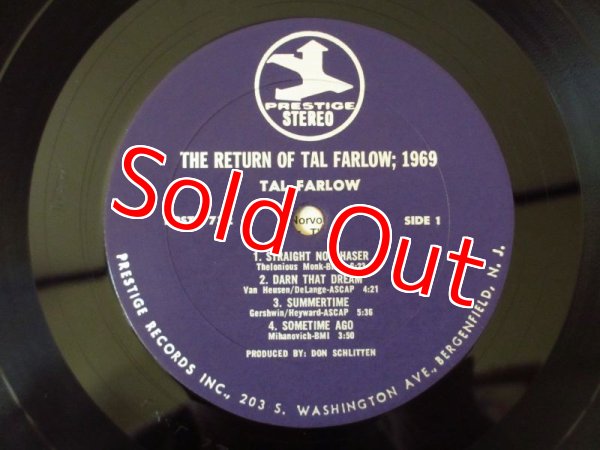 PRESTIGE
STEREO
THE RETURN OF TAL FARLOW; 1969
TAL FARLOW
SIDE 1
Norvo
Sold Out
1. STRAIGHT NO CHASER
Thelonious Monk-BMI
2. DARN THAT DREAM
Van Heusen/DeLange-ASCAP 4:21
3. SUMMERTIME
Gershwin/Heyward-ASCAP 5:36
4. SOMETIME AGO
Mihanovich-BMI 3:50
PRODUCED BY: DON SCHLITTEN
PRESTIGE RECORDS INC., 203 S. WASHINGTON AVE., BERGENFIELD, N. J.